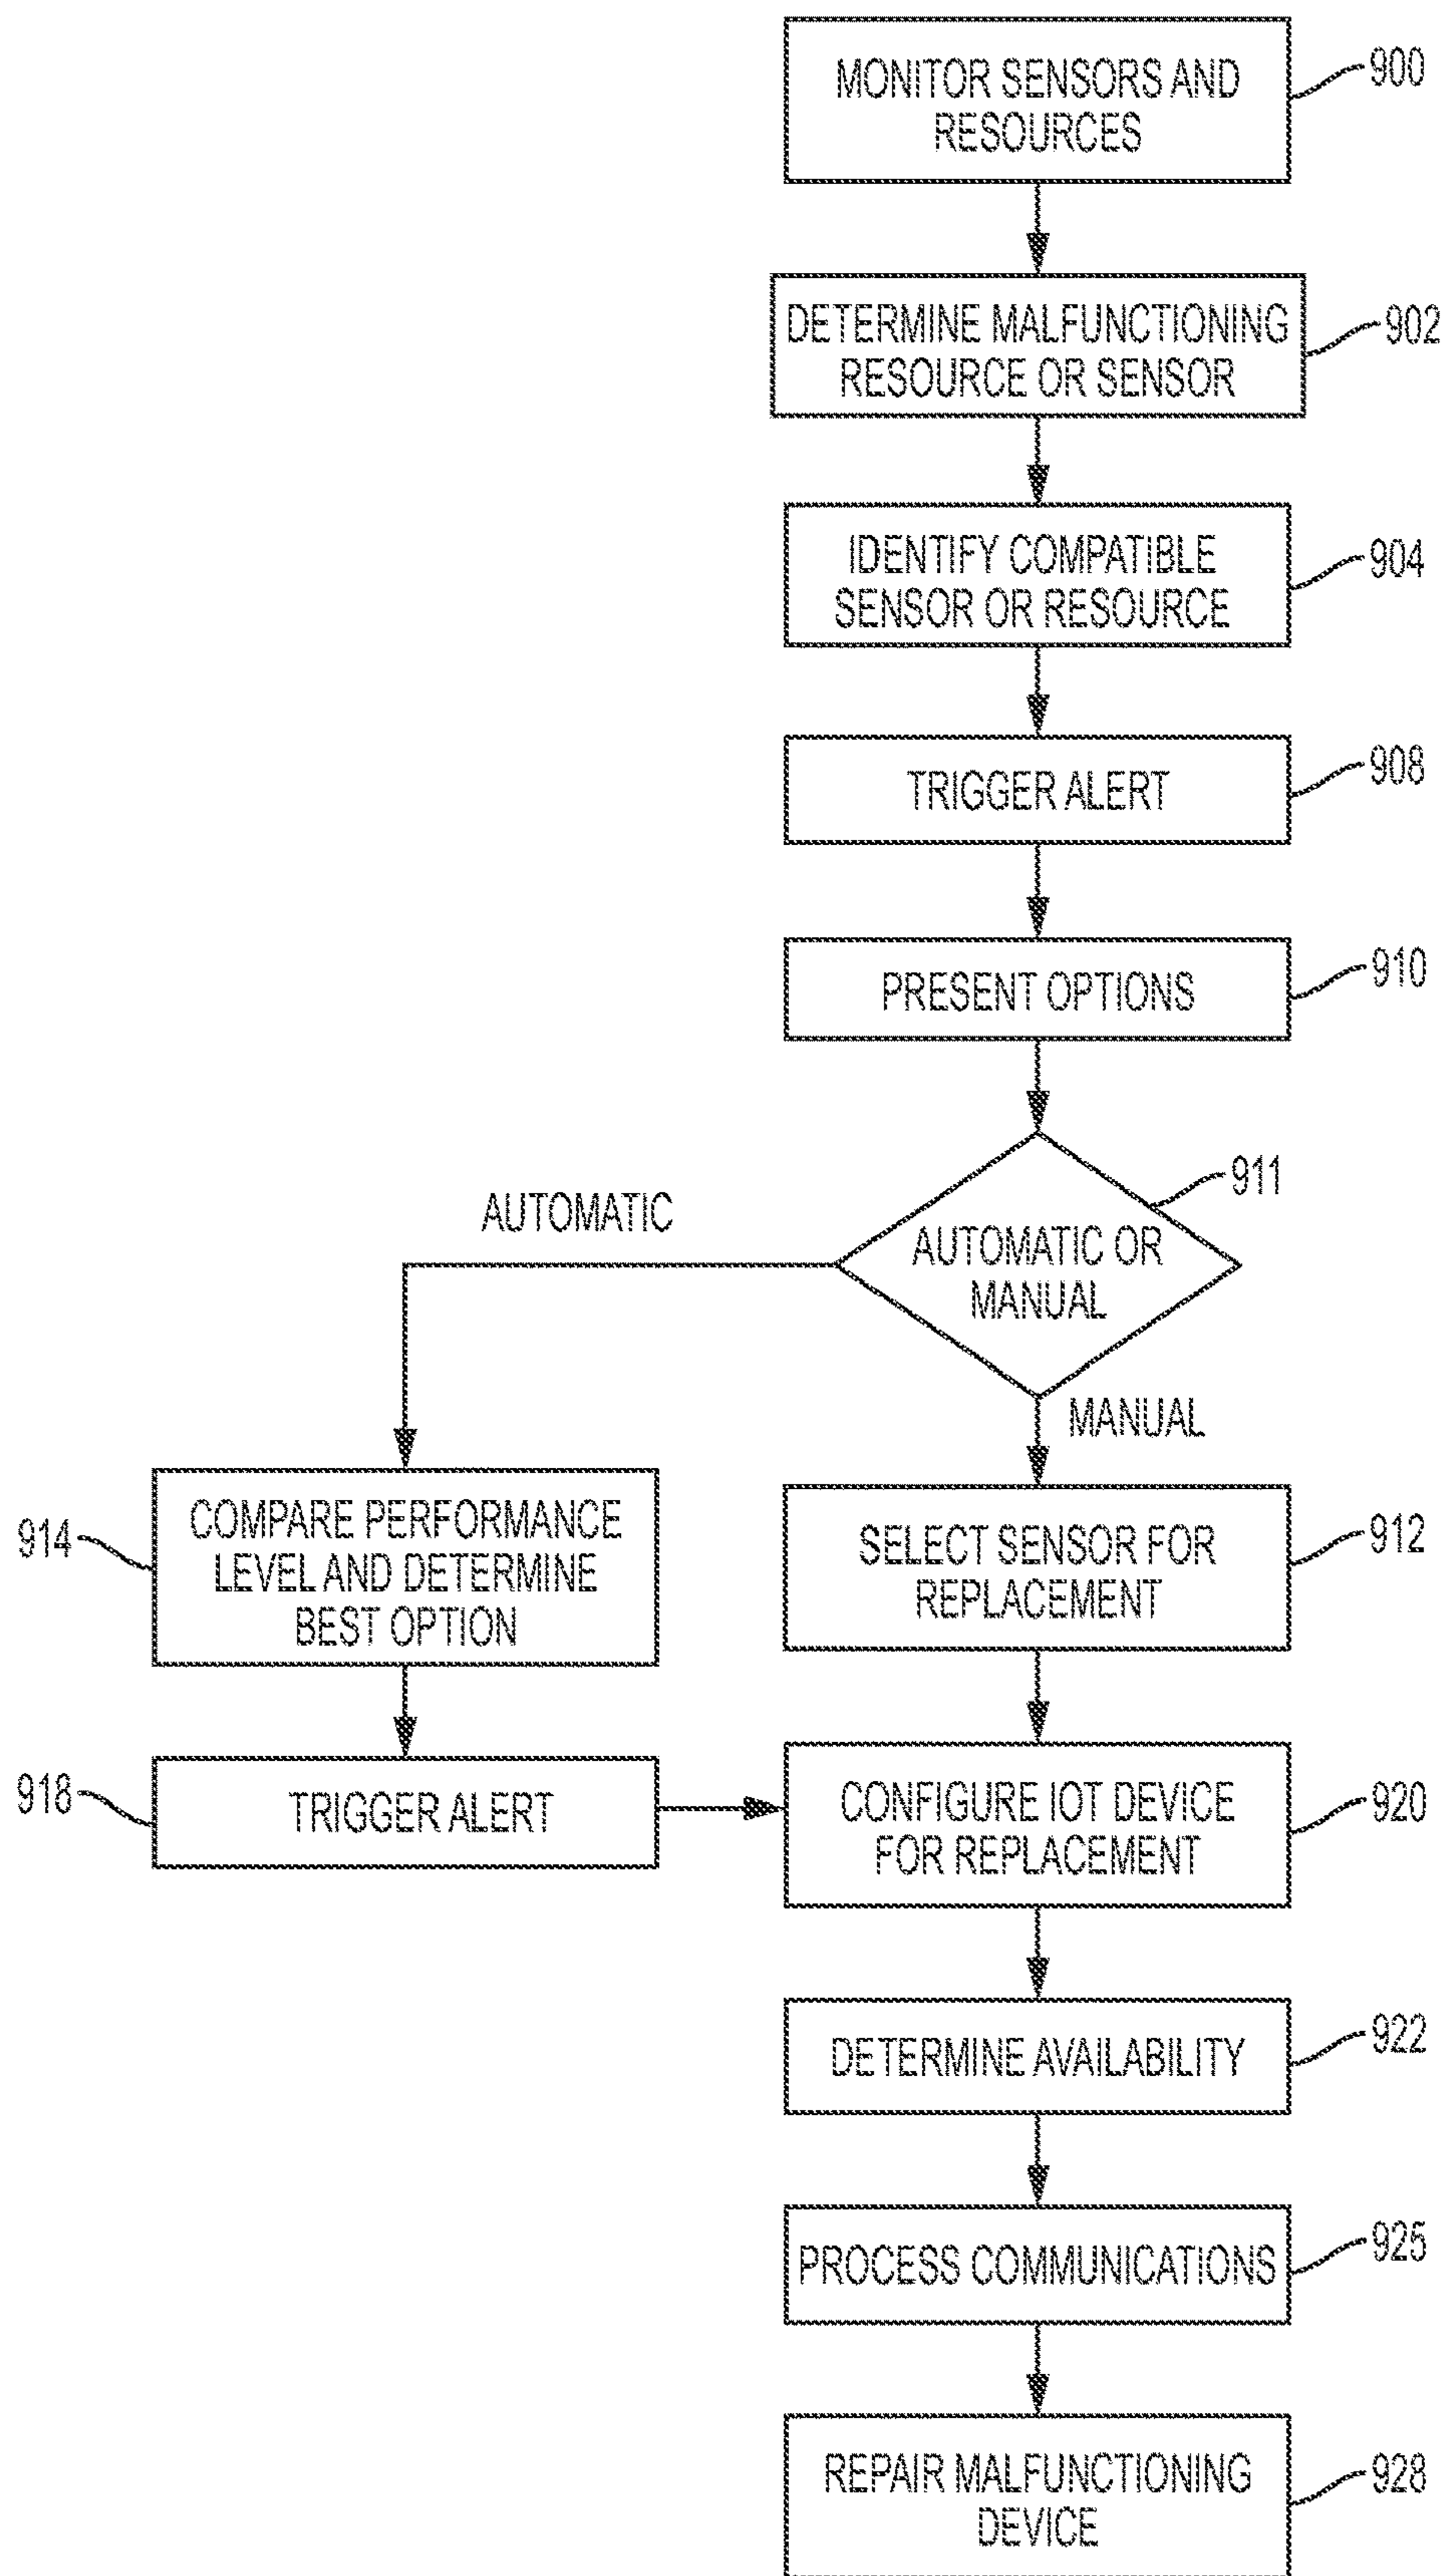 MONITOR SENSORS AND
RESOURCES
900
DETERMINE MALFUNCTIONING
RESOURCE OR SENSOR
902
IDENTIFY COMPATIBLE
SENSOR OR RESOURCE
904
TRIGGER ALERT
908
PRESENT OPTIONS
910
AUTOMATIC OR
MANUAL
911
AUTOMATIC
MANUAL
914
COMPARE PERFORMANCE
LEVEL AND DETERMINE
BEST OPTION
SELECT SENSOR FOR
REPLACEMENT
912
918
TRIGGER ALERT
CONFIGURE IOT DEVICE
FOR REPLACEMENT
920
DETERMINE AVAILABILITY
922
PROCESS COMMUNICATIONS
925
REPAIR MALFUNCTIONING
DEVICE
928